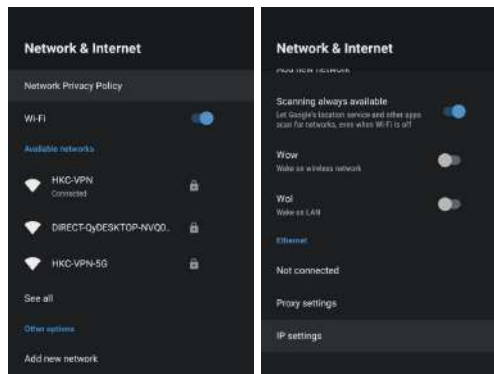 Network & Internet
Network Privacy Policy
Wi-Fi
Available networks
HKC-VPN
Connected
DIRECT-QyDESKTOP-NVQ0..
HKC-VPN-5G
See all
Other options
Add new network
Network & Internet
Add new network
Scanning always available
Let Google's location service and other apps
scan for networks, even when Wi-Fi is off
Wow
Wake on wireless network
Wol
Wake on LAN
Ethernet
Not connected
Proxy settings
IP settings